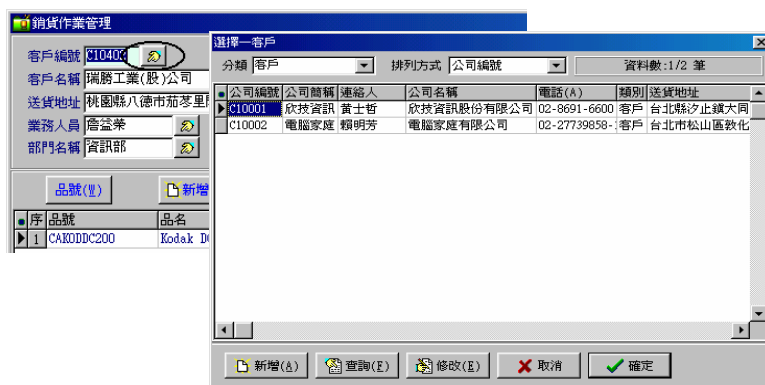 銷貨作業管理
客戶編號 C10403
客戶名稱 瑞勝工業(股)公司
送貨地址 桃園縣八德市茄苳里
業務人員 詹益榮
部門名稱 資訊部
品號(W) 新增
序 品號 品名
1 CAKODDC200 Kodak D
選擇—客戶
分類 客戶 排列方式 公司編號 資料數:1/2 筆
公司編號 公司簡稱 連絡人 公司名稱 電話(A) 類別 送貨地址
C10001 欣技資訊 黃士哲 欣技資訊股份有限公司 02-8691-6600 客戶 台北縣汐止鎮大同
C10002 電腦家庭 賴明芳 電腦家庭有限公司 02-27739858- 客戶 台北市松山區敦化
新增(A) 查詢(F) 修改(E) 取消 確定